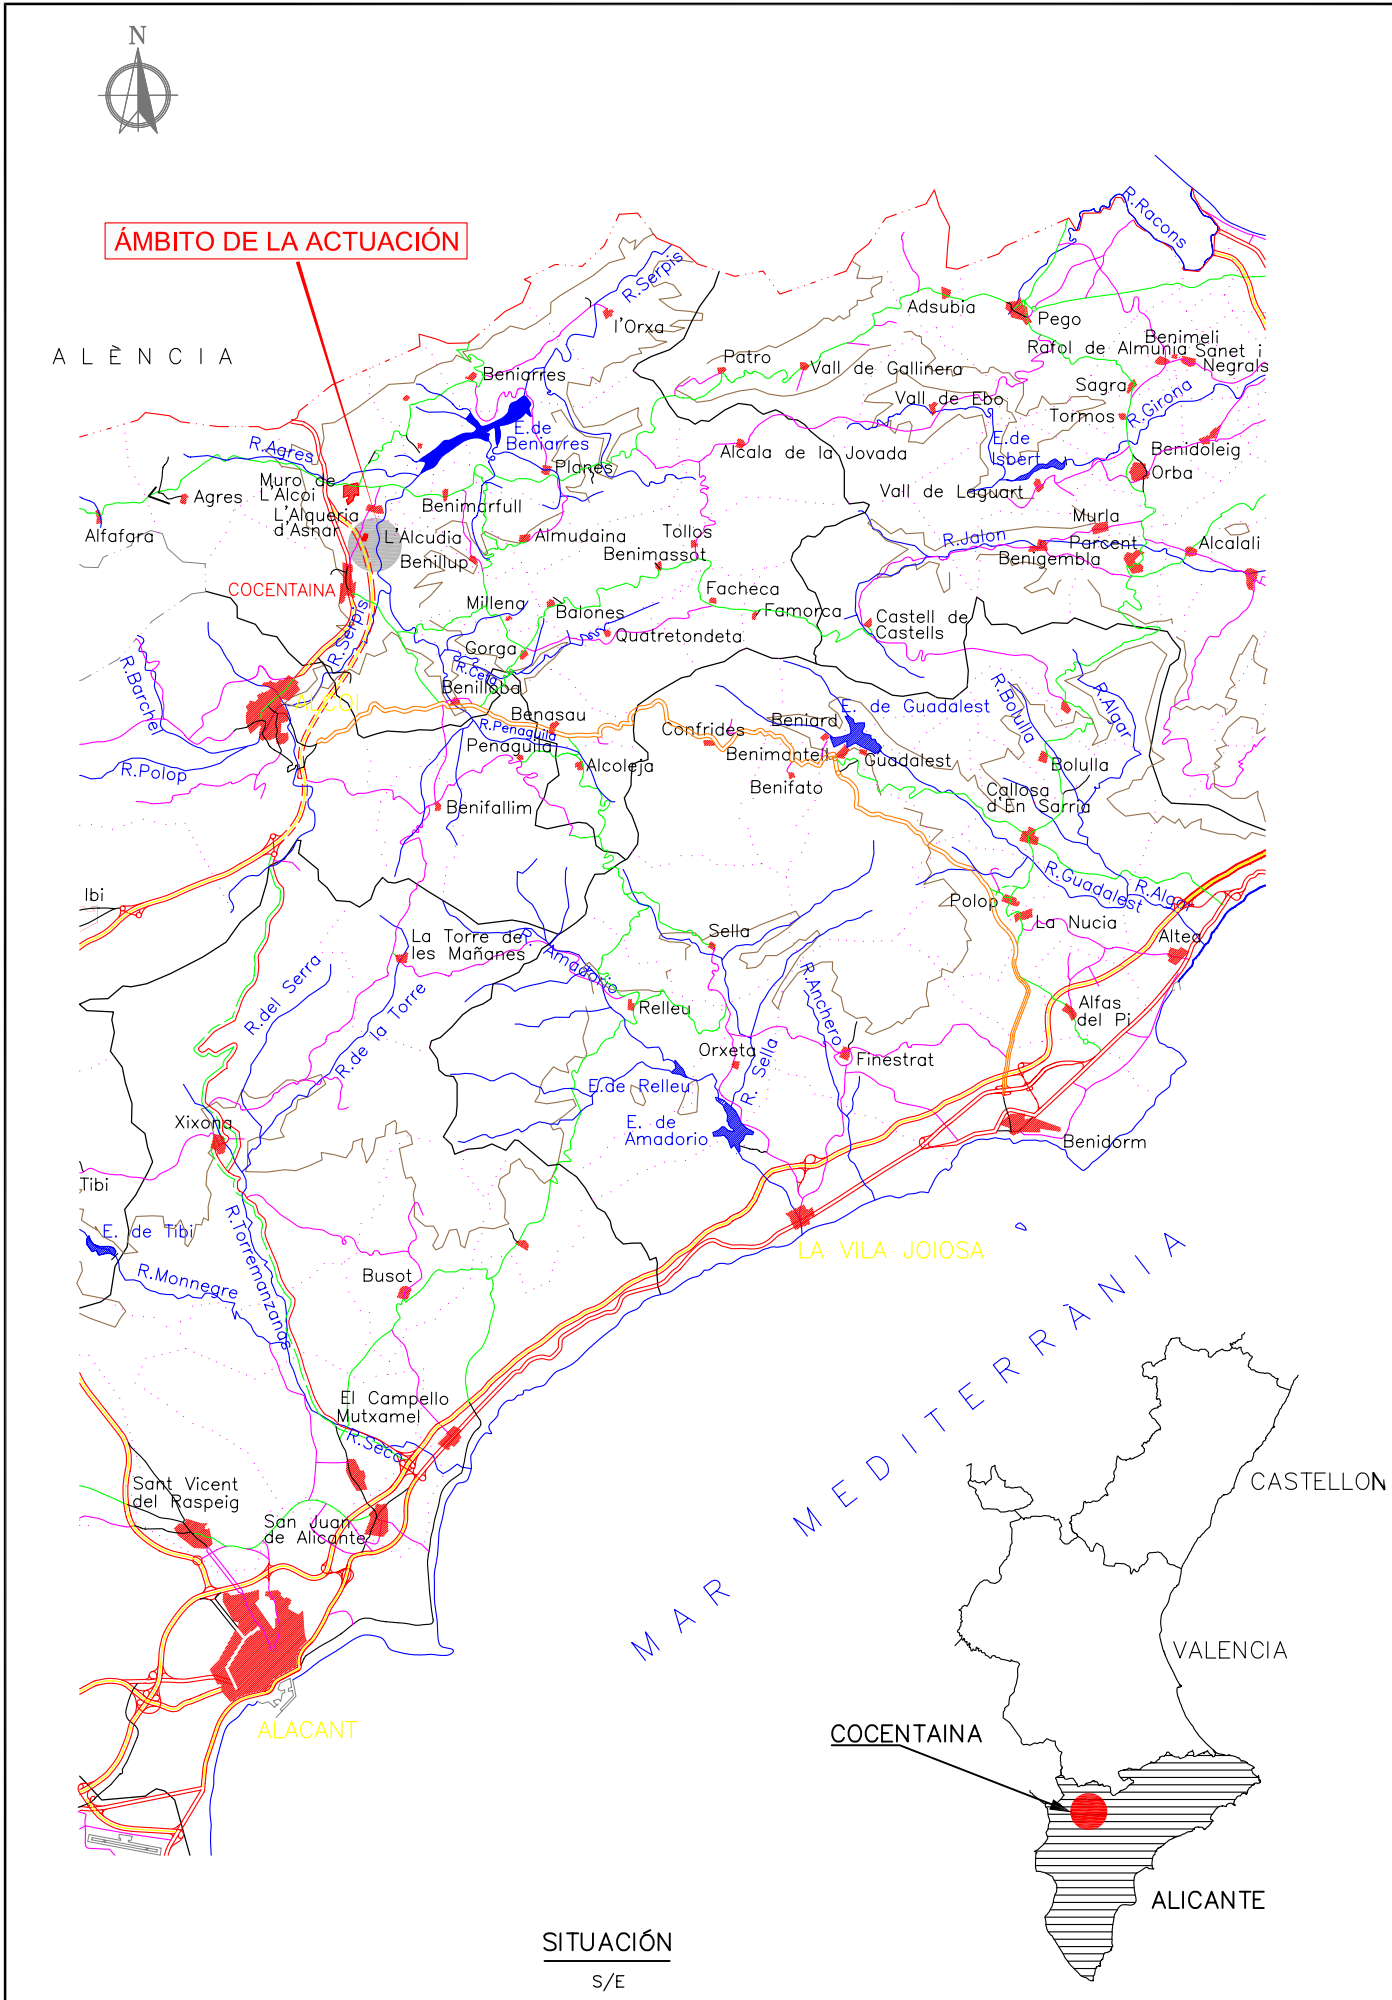 N
ÁMBITO DE LA ACTUACIÓN
ALÈNCIA
R.Racons
R.Serpis
l'Orxa
Adsubia
Pego
Benimeli
Rafol de Almunia
Sanet i
Negrals
Patro
Vall de Gallinera
Beniarres
Sagra
Vall de Ebo
Tormos
R.Girona
E.de
Beniarres
R.Agres
Alcala de la Jovada
E.de
Isbert
Benidoleig
Orba
Planes
Muro de
L'Alcoi
Agres
Benimarfull
Vall de Laguart
L'Alqueria
d'Asnar
Alfafara
L'Alcudia
Almudaina
Tollos
Murla
R.Jalon
Parcent
Alcalali
Benillup
Benimassot
Benigembla
COCENTAINA
Millena
Balones
Facheca
Famorca
Castell de
Castells
R.Serpis
Quatretondeta
Gorga
R.Barchel
R.Ceta
Benilloba
ALCOI
R.Bolulla
R.Algar
E. de Guadalest
Benasau
R.Penaguila
Confrides
Beniard
Penaguila
Benimantell
Guadalest
Alcoleja
R.Polop
Benifato
Bolulla
Benifallim
Callosa
d'En Sarria
Ibi
R.Guadalest
R.Algar
Polop
La Nucia
La Torre de
les Mañanes
R. Amadorio
Sella
Altea
R.del Serra
R.de la Torre
Relleu
R.Anchero
Alfas
del Pi
Orxeta
R. Sella
Finestrat
E.de Relleu
Xixona
E. de
Amadorio
Benidorm
Tibi
E. de Tibi
R.Torremanzanas
LA VILA JOIOSA
R.Monnegre
Busot
El Campello
Mutxamel
R.Seco
Sant Vicent
del Raspeig
San Juan
de Alicante
MAR MEDITERRÀNIA
ALACANT
CASTELLON
VALENCIA
COCENTAINA
ALICANTE
SITUACIÓN
S/E